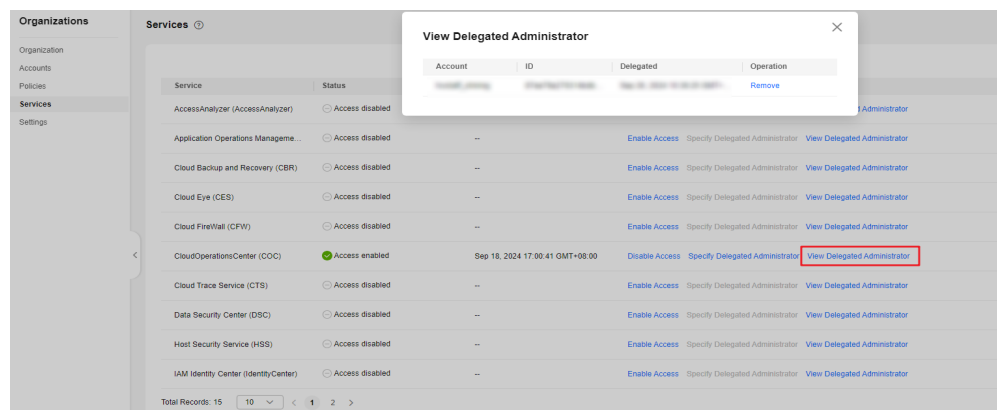 Organizations
Organization
Accounts
Policies
Services
Settings
Services
View Delegated Administrator
Account ID Delegated Operation
Remove
Service Status
AccessAnalyzer (AccessAnalyzer) Access disabled d Administrator
Application Operations Manageme... Access disabled -- Enable Access Specify Delegated Administrator View Delegated Administrator
Cloud Backup and Recovery (CBR) Access disabled -- Enable Access Specify Delegated Administrator View Delegated Administrator
Cloud Eye (CES) Access disabled -- Enable Access Specify Delegated Administrator View Delegated Administrator
Cloud FireWall (CFW) Access disabled -- Enable Access Specify Delegated Administrator View Delegated Administrator
CloudOperationsCenter (COC) Access enabled Sep 18, 2024 17:00:41 GMT+08:00 Disable Access Specify Delegated Administrator View Delegated Administrator
Cloud Trace Service (CTS) Access disabled -- Enable Access Specify Delegated Administrator View Delegated Administrator
Data Security Center (DSC) Access disabled -- Enable Access Specify Delegated Administrator View Delegated Administrator
Host Security Service (HSS) Access disabled -- Enable Access Specify Delegated Administrator View Delegated Administrator
IAM Identity Center (IdentityCenter) Access disabled -- Enable Access Specify Delegated Administrator View Delegated Administrator
Total Records: 15 10 < 1 2 >